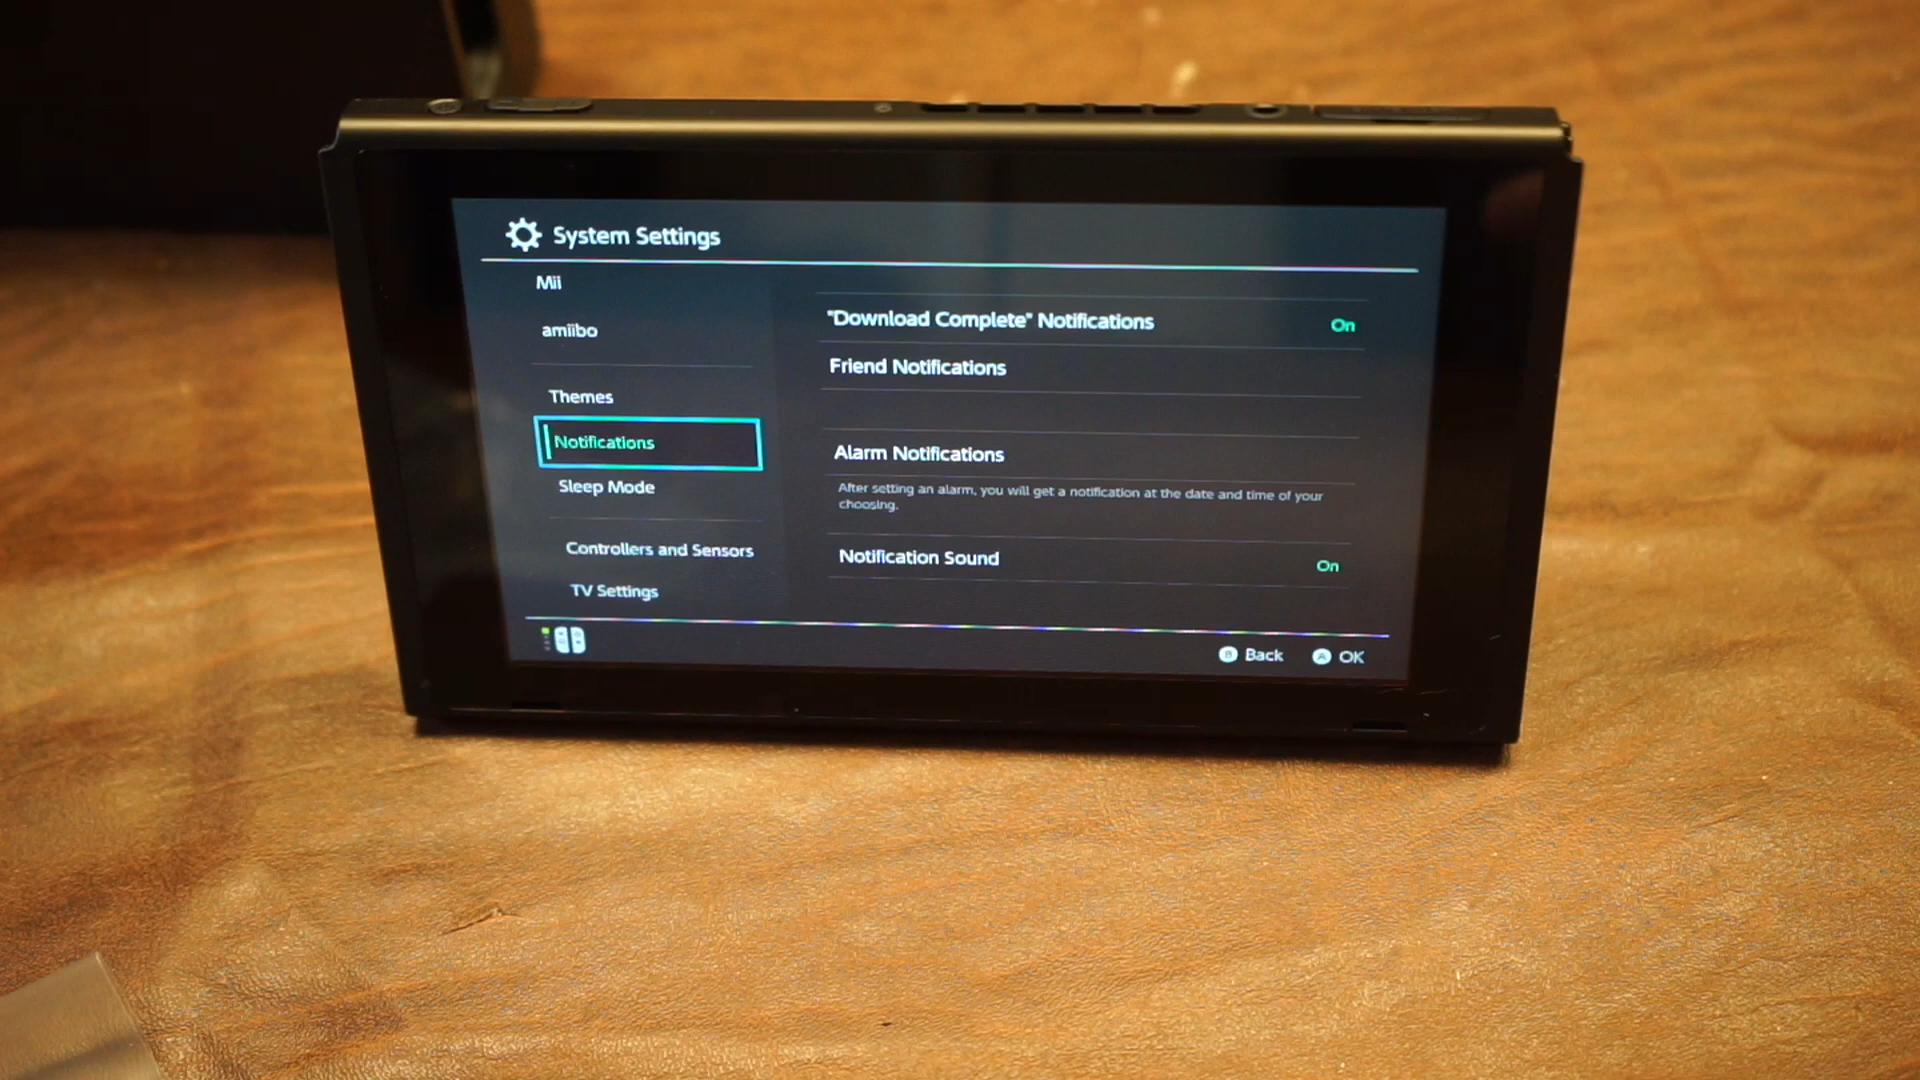 System Settings
Mii
amiibo
Themes
Notifications
Sleep Mode
Controllers and Sensors
TV Settings
"Download Complete" Notifications On
Friend Notifications
Alarm Notifications
After setting an alarm, you will get a notification at the date and time of your
choosing.
Notification Sound On
B Back A OK